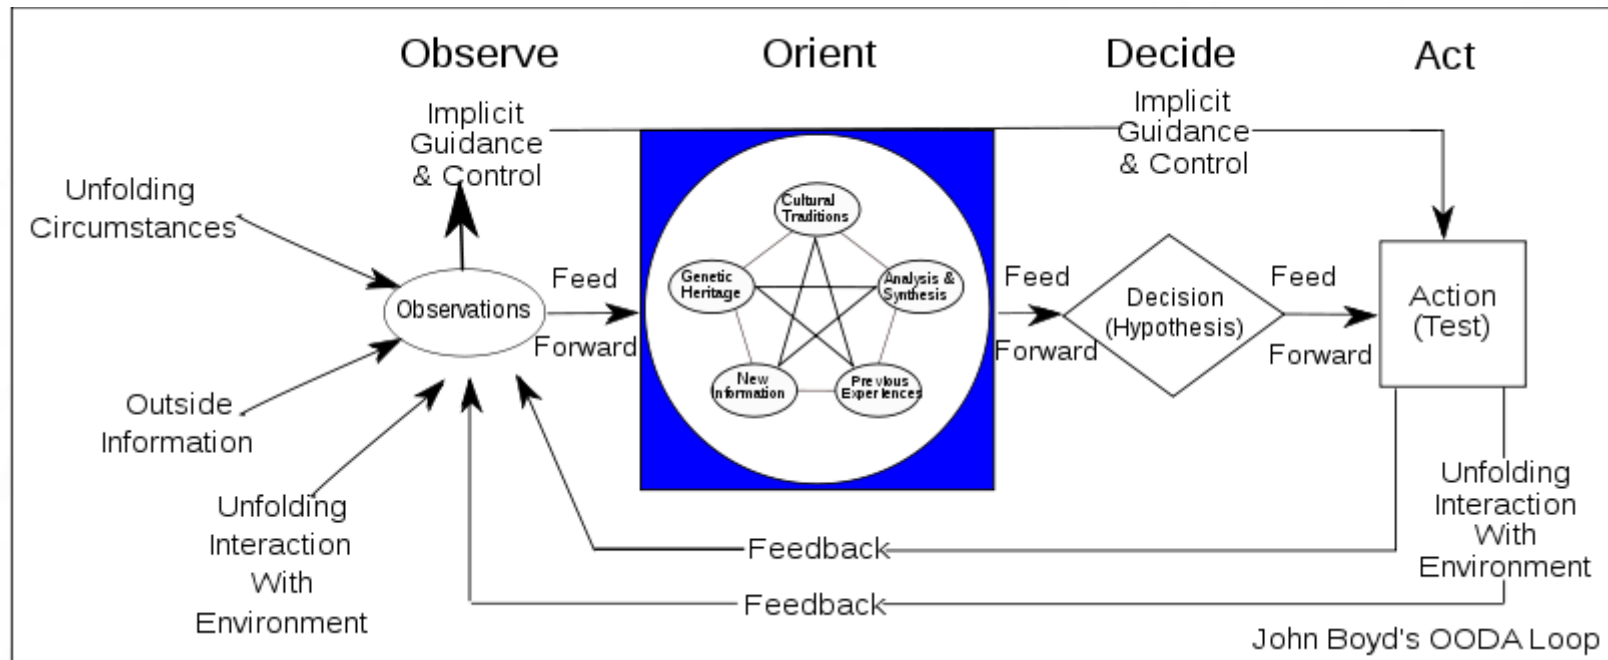 Observe
Orient
Decide
Act
Implicit
Guidance
& Control
Implicit
Guidance
& Control
Unfolding
Circumstances
Observations
Feed
Forward
Cultural
Traditions
Genetic
Heritage
Analysis &
Synthesis
New
Information
Previous
Experiences
Feed
Forward
Decision
(Hypothesis)
Feed
Forward
Action
(Test)
Outside
Information
Unfolding
Interaction
With
Environment
Unfolding
Interaction
With
Environment
Feedback
Feedback
John Boyd's OODA Loop